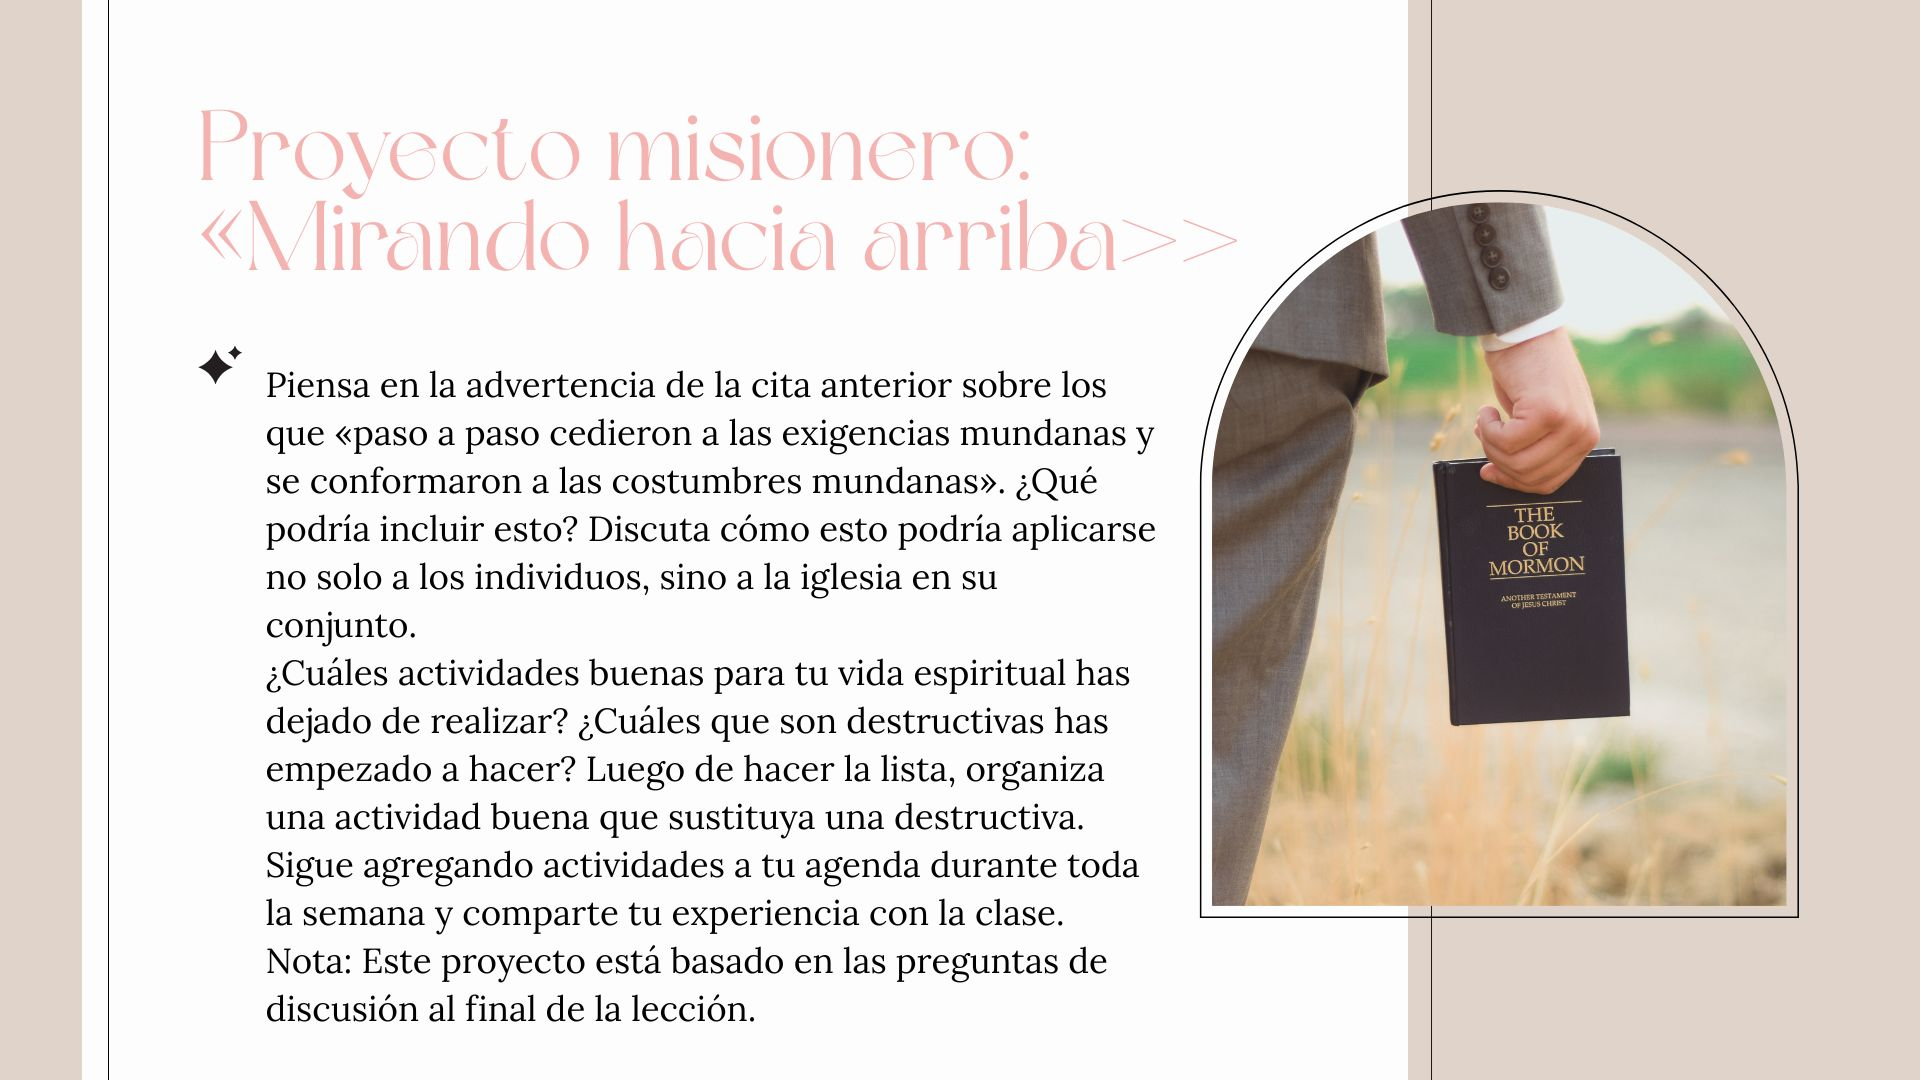 Proyecto misionero:
«Mirando hacia arriba>>
Piensa en la advertencia de la cita anterior sobre los
que «paso a paso cedieron a las exigencias mundanas y
se conformaron a las costumbres mundanas». ¿Qué
podría incluir esto? Discuta cómo esto podría aplicarse
no solo a los individuos, sino a la iglesia en su
conjunto.
¿Cuáles actividades buenas para tu vida espiritual has
dejado de realizar? ¿Cuáles que son destructivas has
empezado a hacer? Luego de hacer la lista, organiza
una actividad buena que sustituya una destructiva.
Sigue agregando actividades a tu agenda durante toda
la semana y comparte tu experiencia con la clase.
Nota: Este proyecto está basado en las preguntas de
discusión al final de la lección.
THE
BOOK
OF
MORMON
ANOTHER TESTAMENT
OF JESUS CHRIST